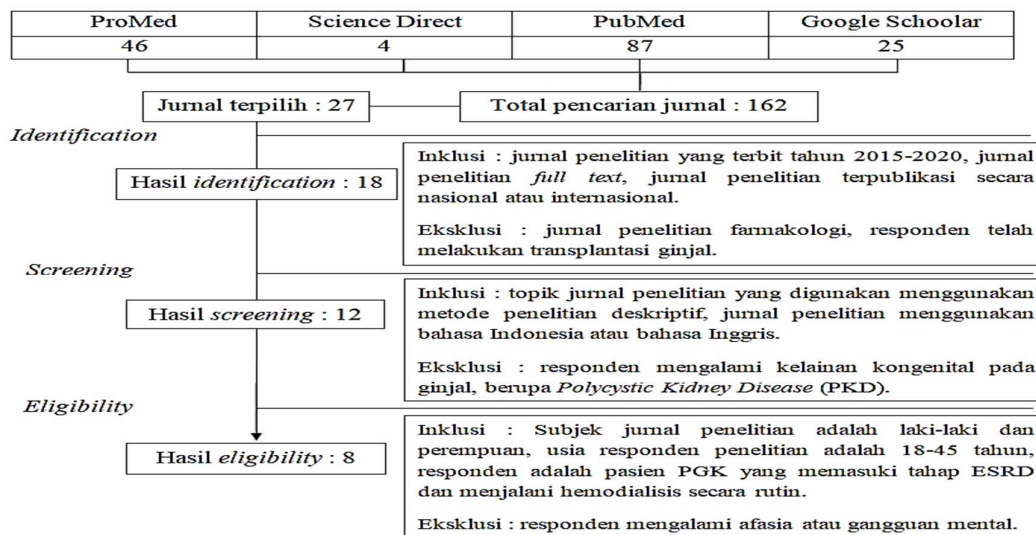 ProMed Science Direct PubMed Google Schoolar
46 4 87 25
Jurnal terpilih : 27 Total pencarian jurnal : 162
Identification
Hasil identification : 18
Inklusi : jurnal penelitian yang terbit tahun 2015-2020, jurnal
penelitian full text, jurnal penelitian terpublikasi secara
nasional atau internasional.
Eksklusi : jurnal penelitian farmakologi, responden telah
melakukan transplantasi ginjal.
Screening
Hasil screening : 12
Inklusi : topik jurnal penelitian yang digunakan menggunakan
metode penelitian deskriptif, jurnal penelitian menggunakan
bahasa Indonesia atau bahasa Inggris.
Eksklusi : responden mengalami kelainan kongenital pada
ginjal, berupa Polycystic Kidney Disease (PKD).
Eligibility
Hasil eligibility : 8
Inklusi : Subjek jurnal penelitian adalah laki-laki dan
perempuan, usia responden penelitian adalah 18-45 tahun,
responden adalah pasien PGK yang memasuki tahap ESRD
dan menjalani hemodialisis secara rutin.
Eksklusi : responden mengalami afasia atau gangguan mental.